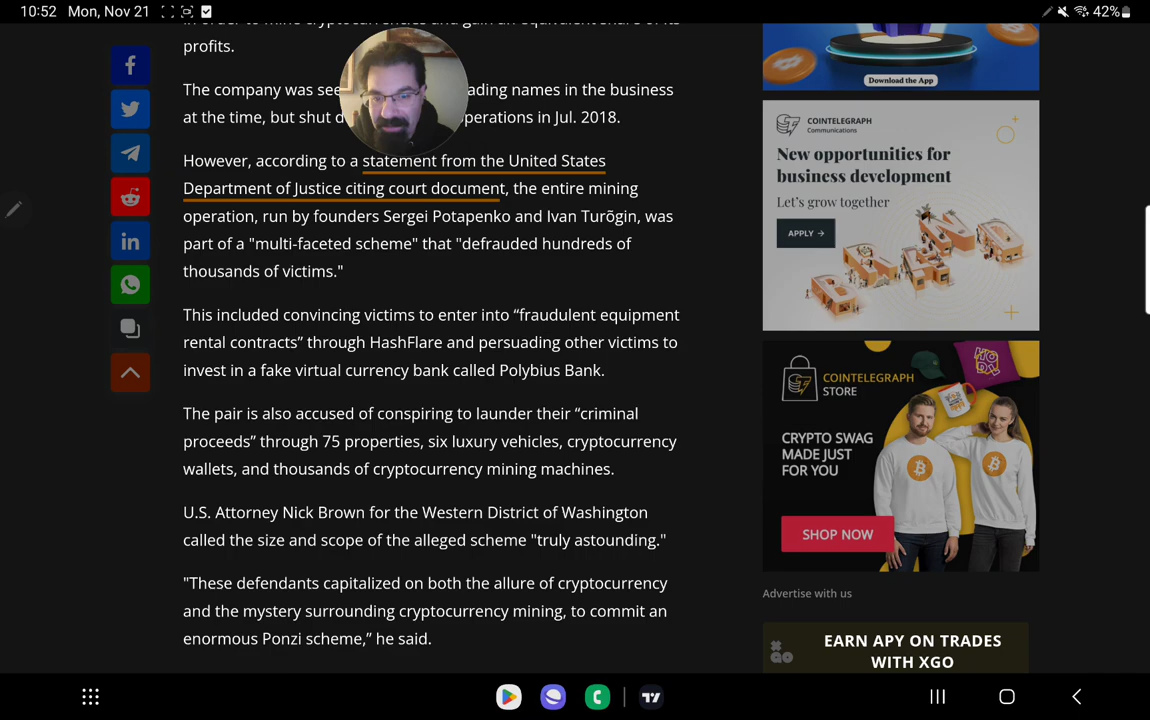 10:52 Mon, Nov 21
42%
profits.
The company was see
ading names in the business
at the time, but shut d
perations in Jul. 2018.
However, according to a statement from the United States
Department of Justice citing court document, the entire mining
operation, run by founders Sergei Potapenko and Ivan Turõgin, was
part of a "multi-faceted scheme" that "defrauded hundreds of
thousands of victims."
This included convincing victims to enter into “fraudulent equipment
rental contracts” through HashFlare and persuading other victims to
invest in a fake virtual currency bank called Polybius Bank.
The pair is also accused of conspiring to launder their “criminal
proceeds” through 75 properties, six luxury vehicles, cryptocurrency
wallets, and thousands of cryptocurrency mining machines.
U.S. Attorney Nick Brown for the Western District of Washington
called the size and scope of the alleged scheme "truly astounding."
"These defendants capitalized on both the allure of cryptocurrency
and the mystery surrounding cryptocurrency mining, to commit an
enormous Ponzi scheme,” he said.
Download the App
COINTELEGRAPH
Communications
New opportunities for
business development
Let's grow together
APPLY →
OPEN
COINTELEGRAPH
STORE
CRYPTO SWAG
MADE JUST
FOR YOU
SHOP NOW
Advertise with us
EARN APY ON TRADES
WITH XGO